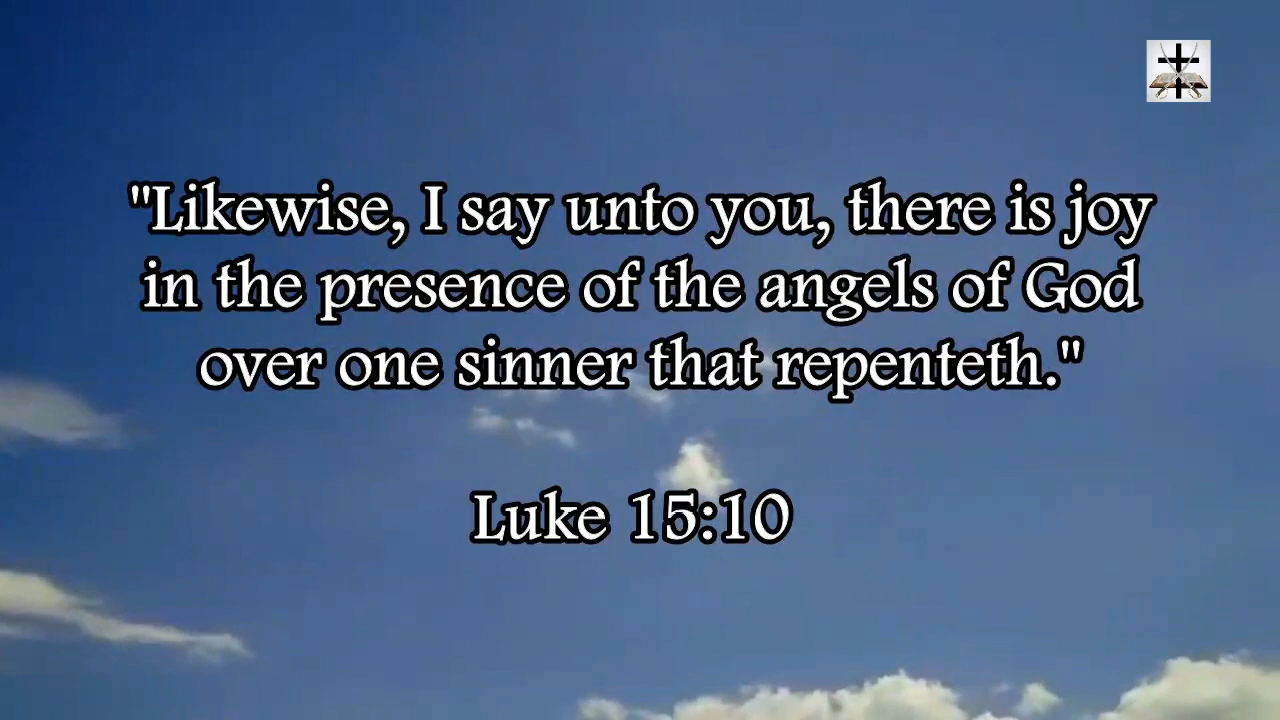 "Likewise, I say unto you, there is joy
in the presence of the angels of God
over one sinner that repenteth."
Luke 15:10